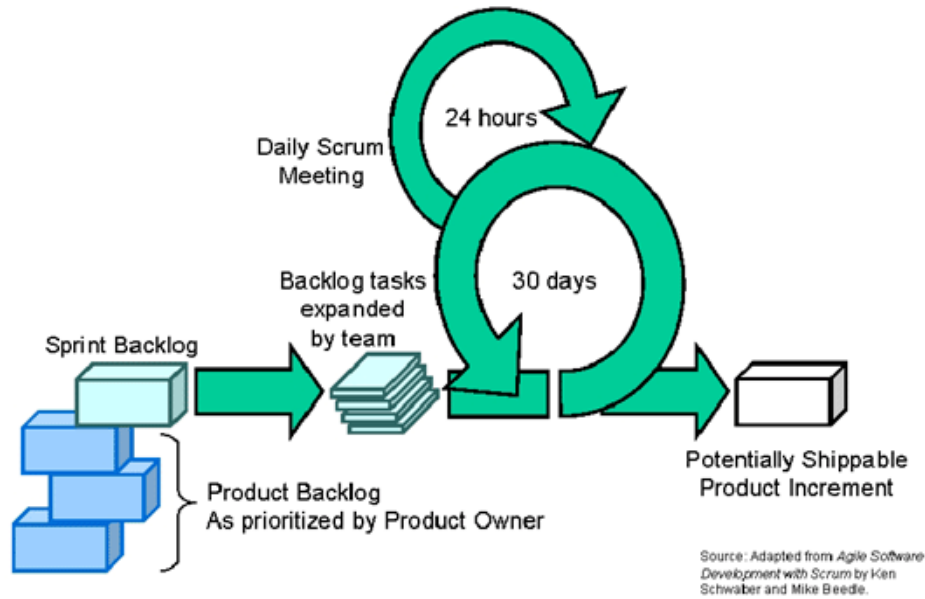 24 hours
Daily Scrum
Meeting
Backlog tasks
expanded
by team
30 days
Sprint Backlog
Potentially Shippable
Product Increment
Product Backlog
As prioritized by Product Owner
Source: Adapted from Agile Software
Development with Scrum by Ken
Schwaber and Mike Beedle.